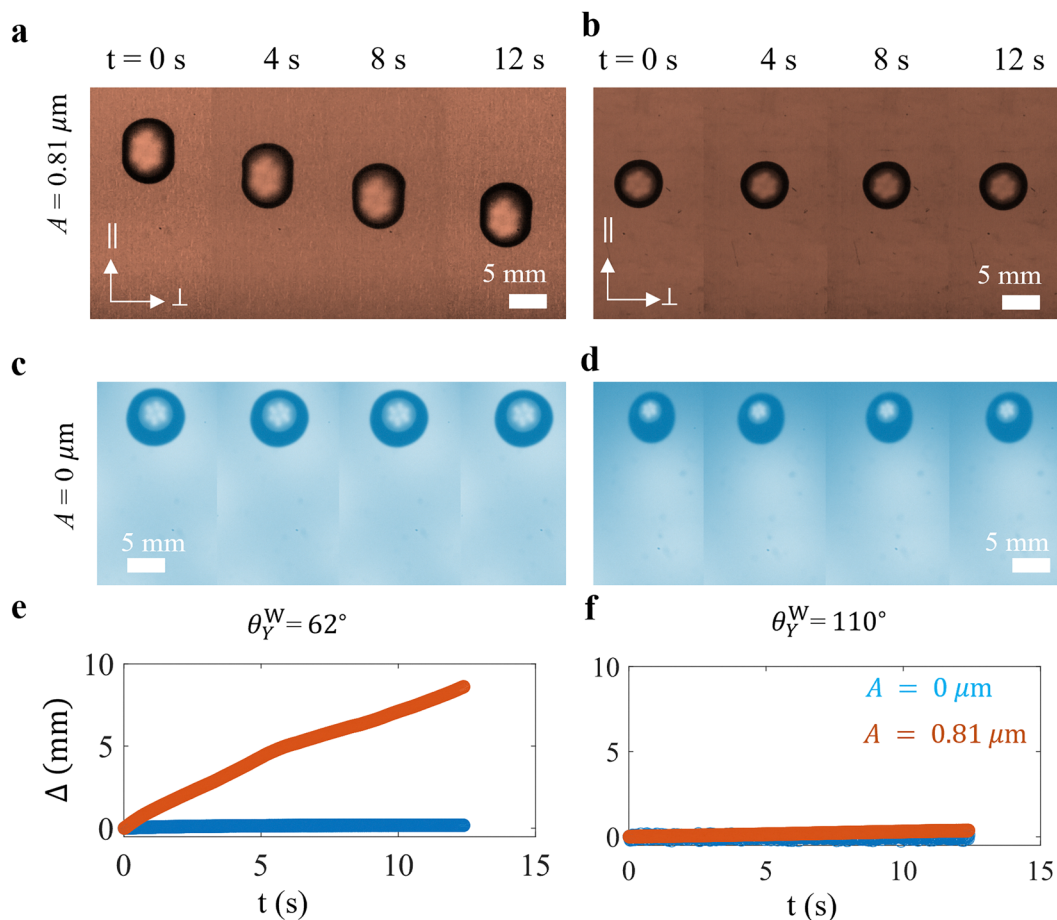 a
t = 0 s 4 s 8 s 12 s
A = 0.81 μm
||
⊥
5 mm
b
t = 0 s 4 s 8 s 12 s
||
⊥
5 mm
c
A = 0 μm
5 mm
d
5 mm
e
θ_Y^W = 62°
10
5
0
Δ (mm)
0 5 10 15
t (s)
f
θ_Y^W = 110°
10
5
0
A = 0 μm
A = 0.81 μm
0 5 10 15
t (s)